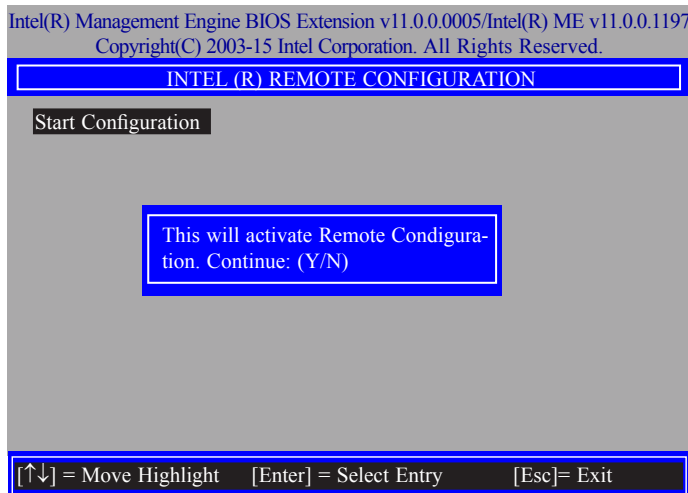 Intel(R) Management Engine BIOS Extension v11.0.0.0005/Intel(R) ME v11.0.0.1197
Copyright(C) 2003-15 Intel Corporation. All Rights Reserved.
INTEL (R) REMOTE CONFIGURATION
Start Configuration
This will activate Remote Condigura-
tion. Continue: (Y/N)
[↑↓] = Move Highlight [Enter] = Select Entry [Esc]= Exit